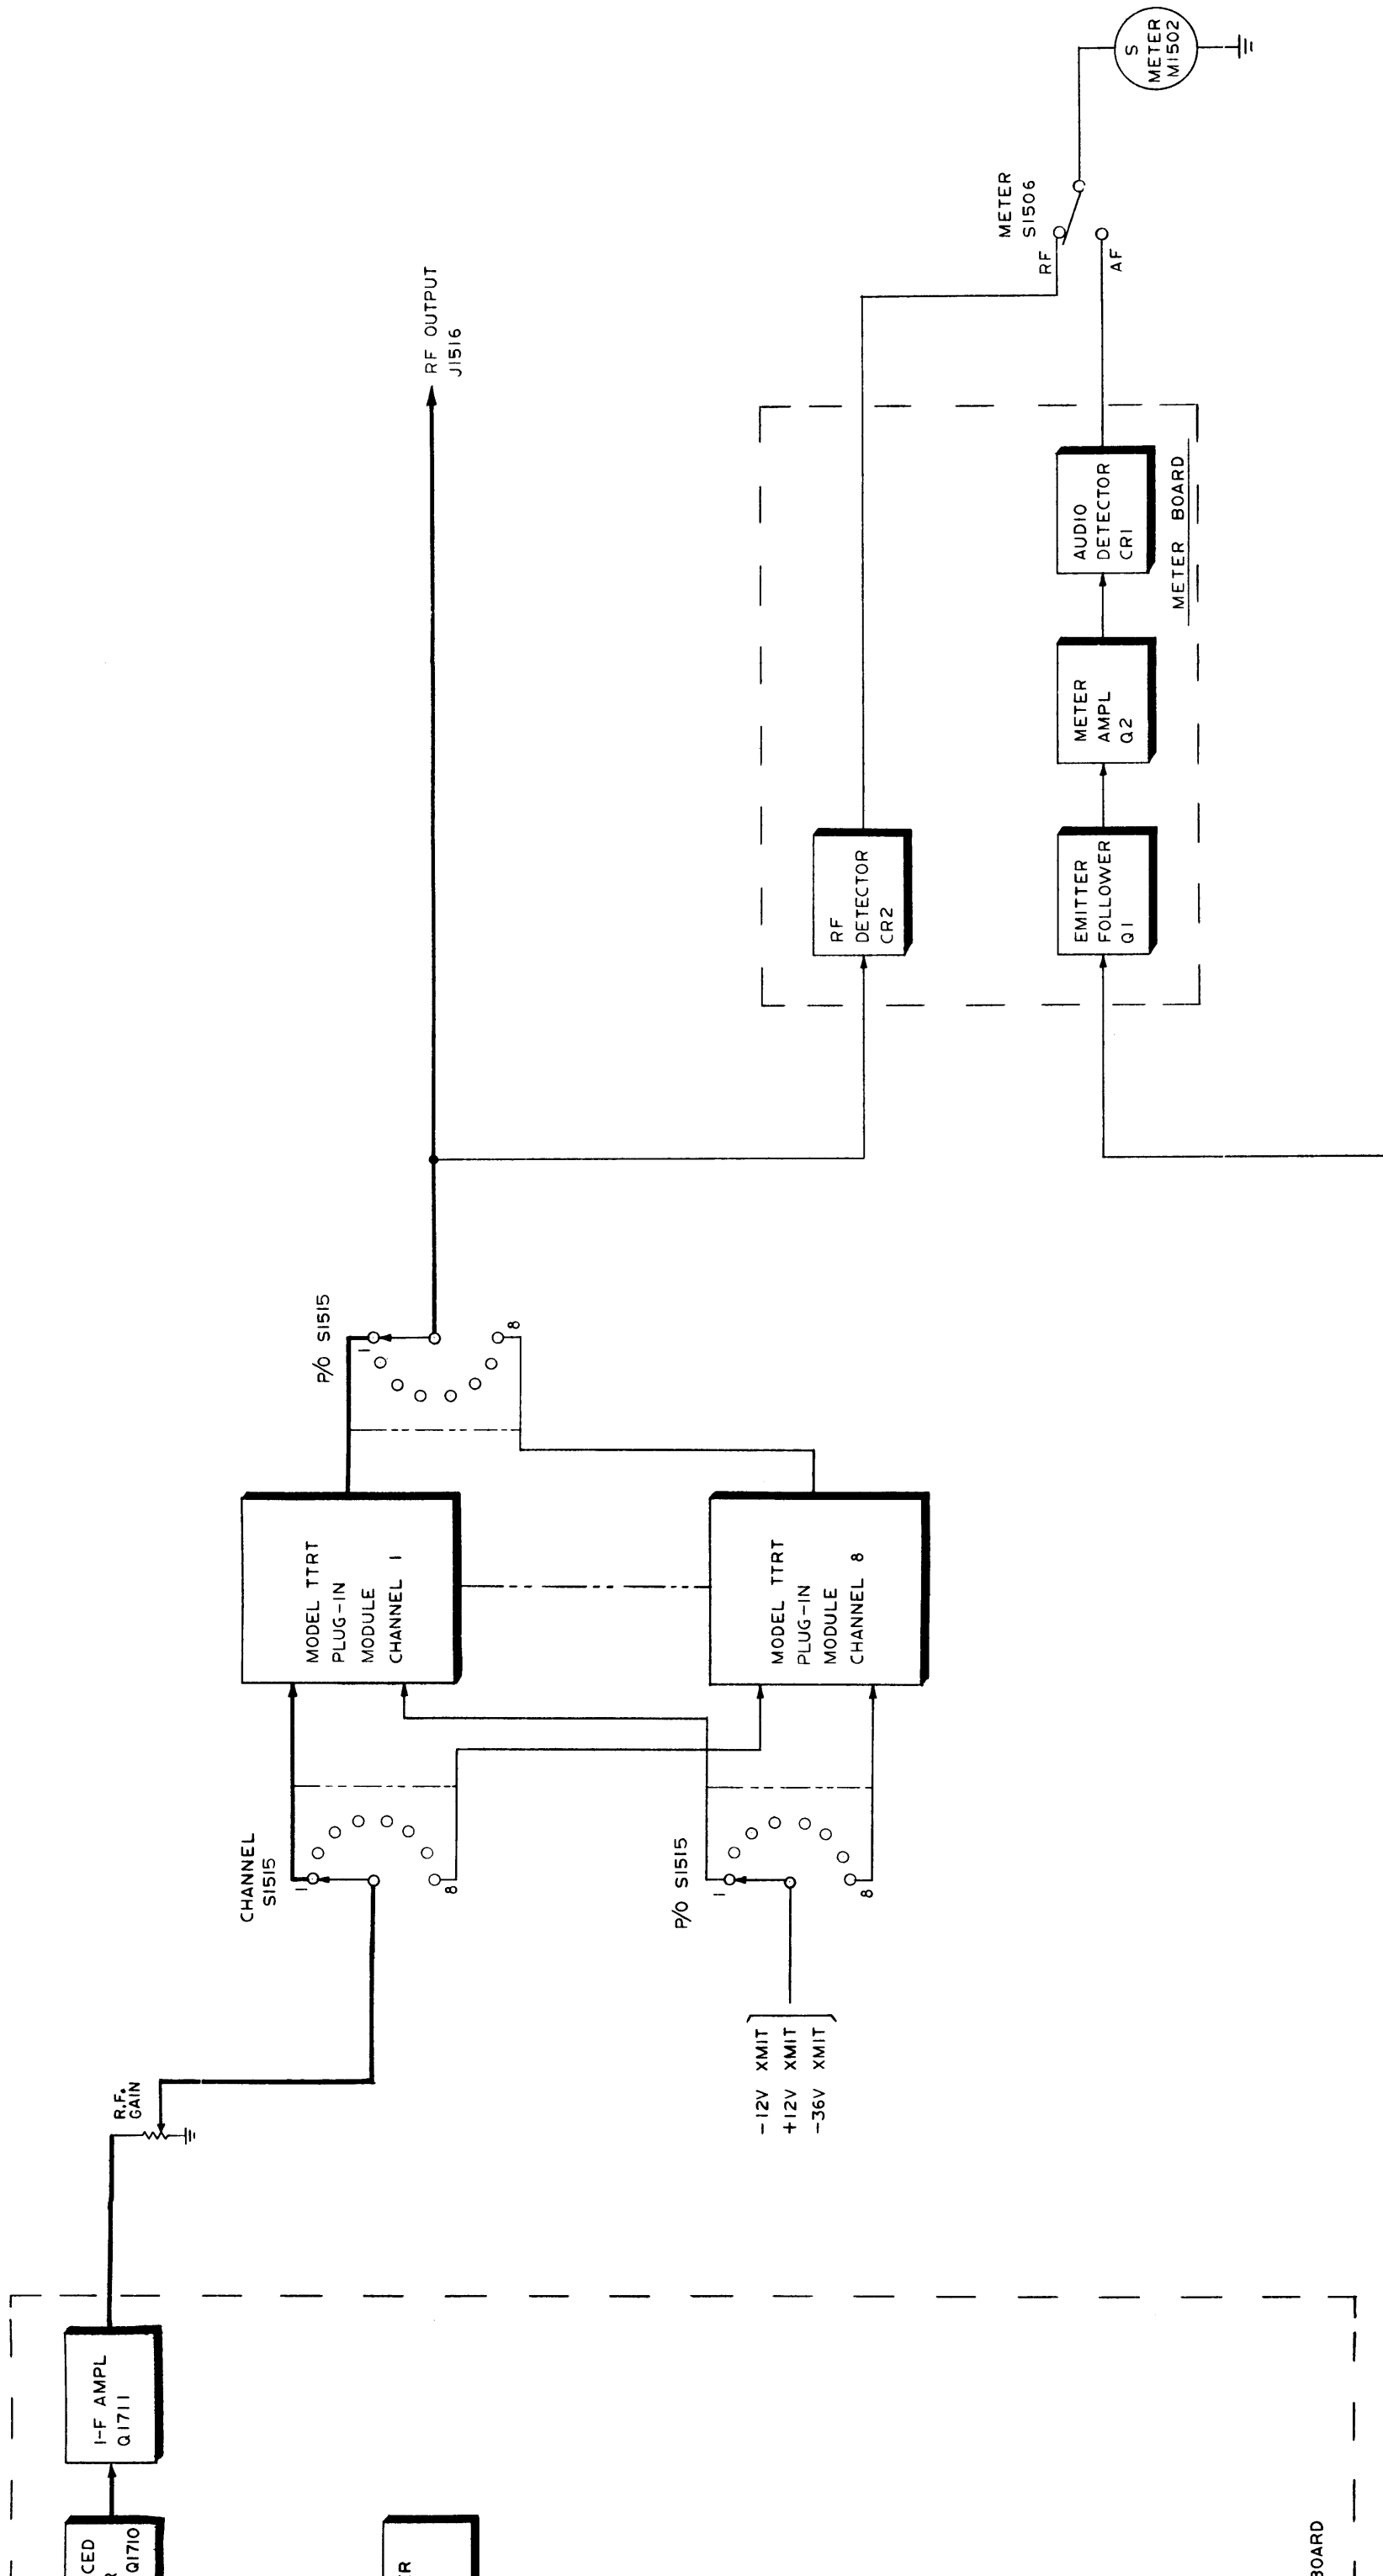 CED
Q1710
I-F AMPL
Q1711
R.F.
GAIN
CHANNEL
S1515
1
8
P/O S1515
1
8
-12V XMIT
+12V XMIT
-36V XMIT
MODEL TTRT
PLUG-IN
MODULE
CHANNEL 1
MODEL TTRT
PLUG-IN
MODULE
CHANNEL 8
P/O S1515
1
8
RF OUTPUT
J1516
RF
DETECTOR
CR2
EMITTER
FOLLOWER
Q1
METER
AMPL
Q2
AUDIO
DETECTOR
CR1
METER BOARD
METER
S1506
RF
AF
S
METER
M1502
BOARD